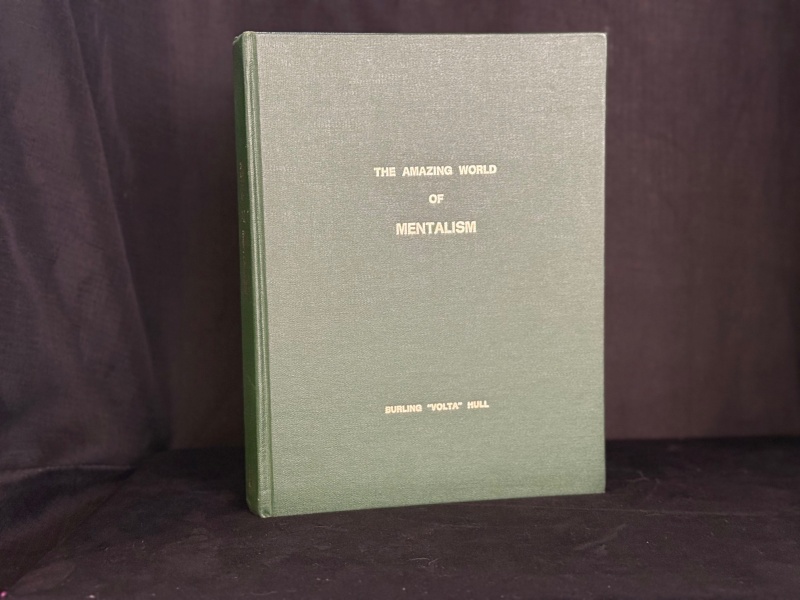 THE AMAZING WORLD
OF
MENTALISM
BURLING "VOLTA" HULL